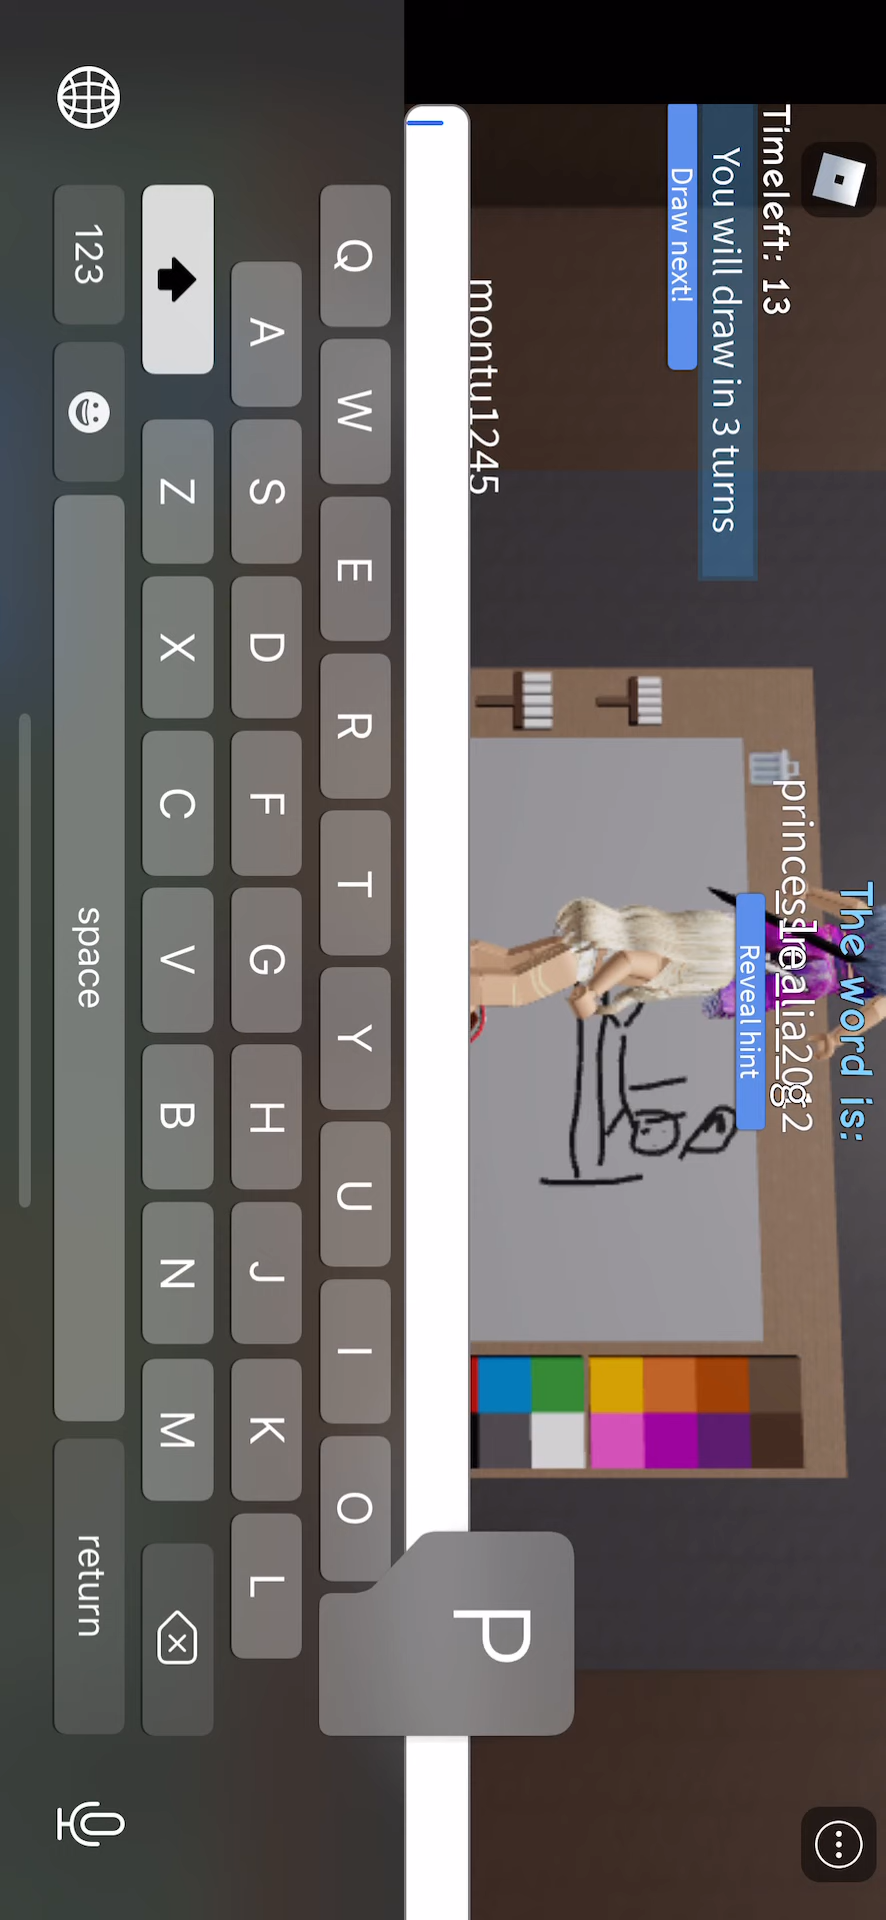 Timeleft: 13
You will draw in 3 turns
Draw next!
The word is:
Reveal hint
montu1245
P
Q W E R T Y U I O
A S D F G H J K L
Z X C V B N M
123
space
return